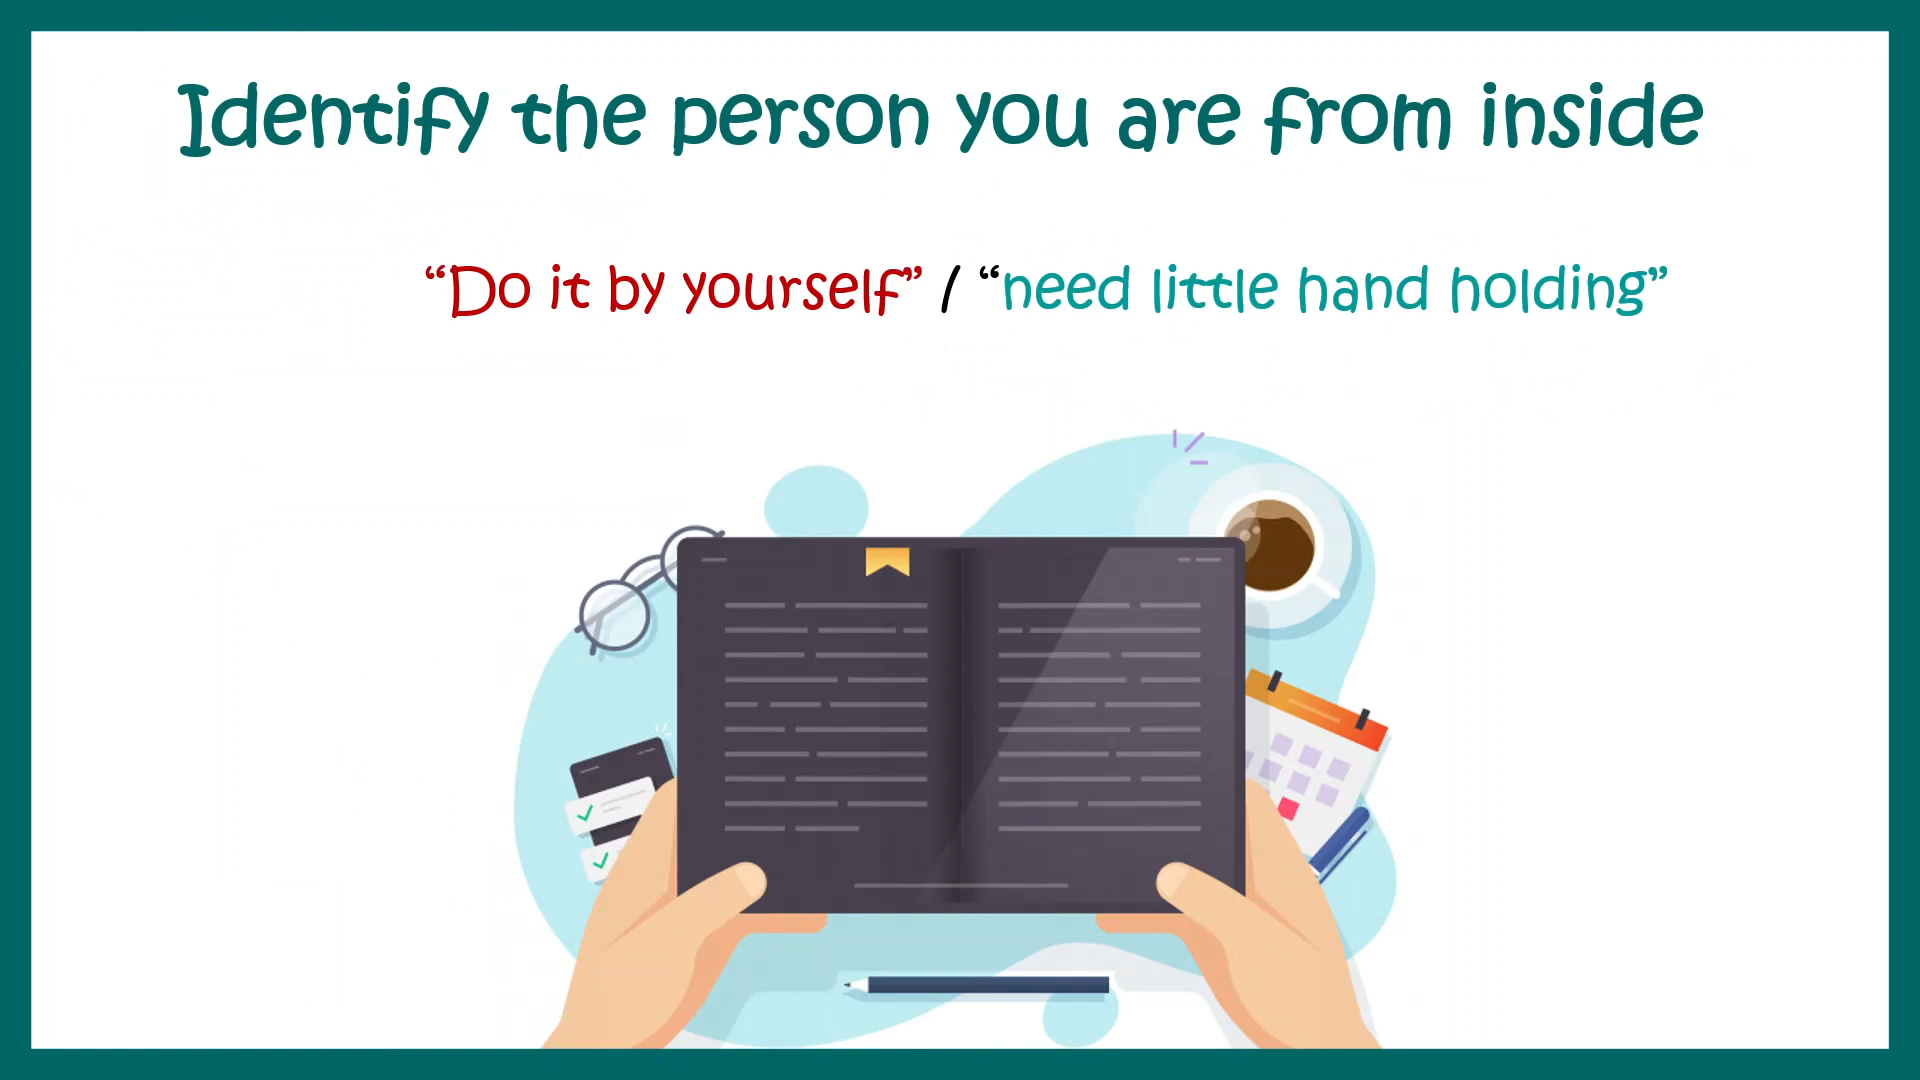 Identify the person you are from inside
“Do it by yourself” / “need little hand holding”